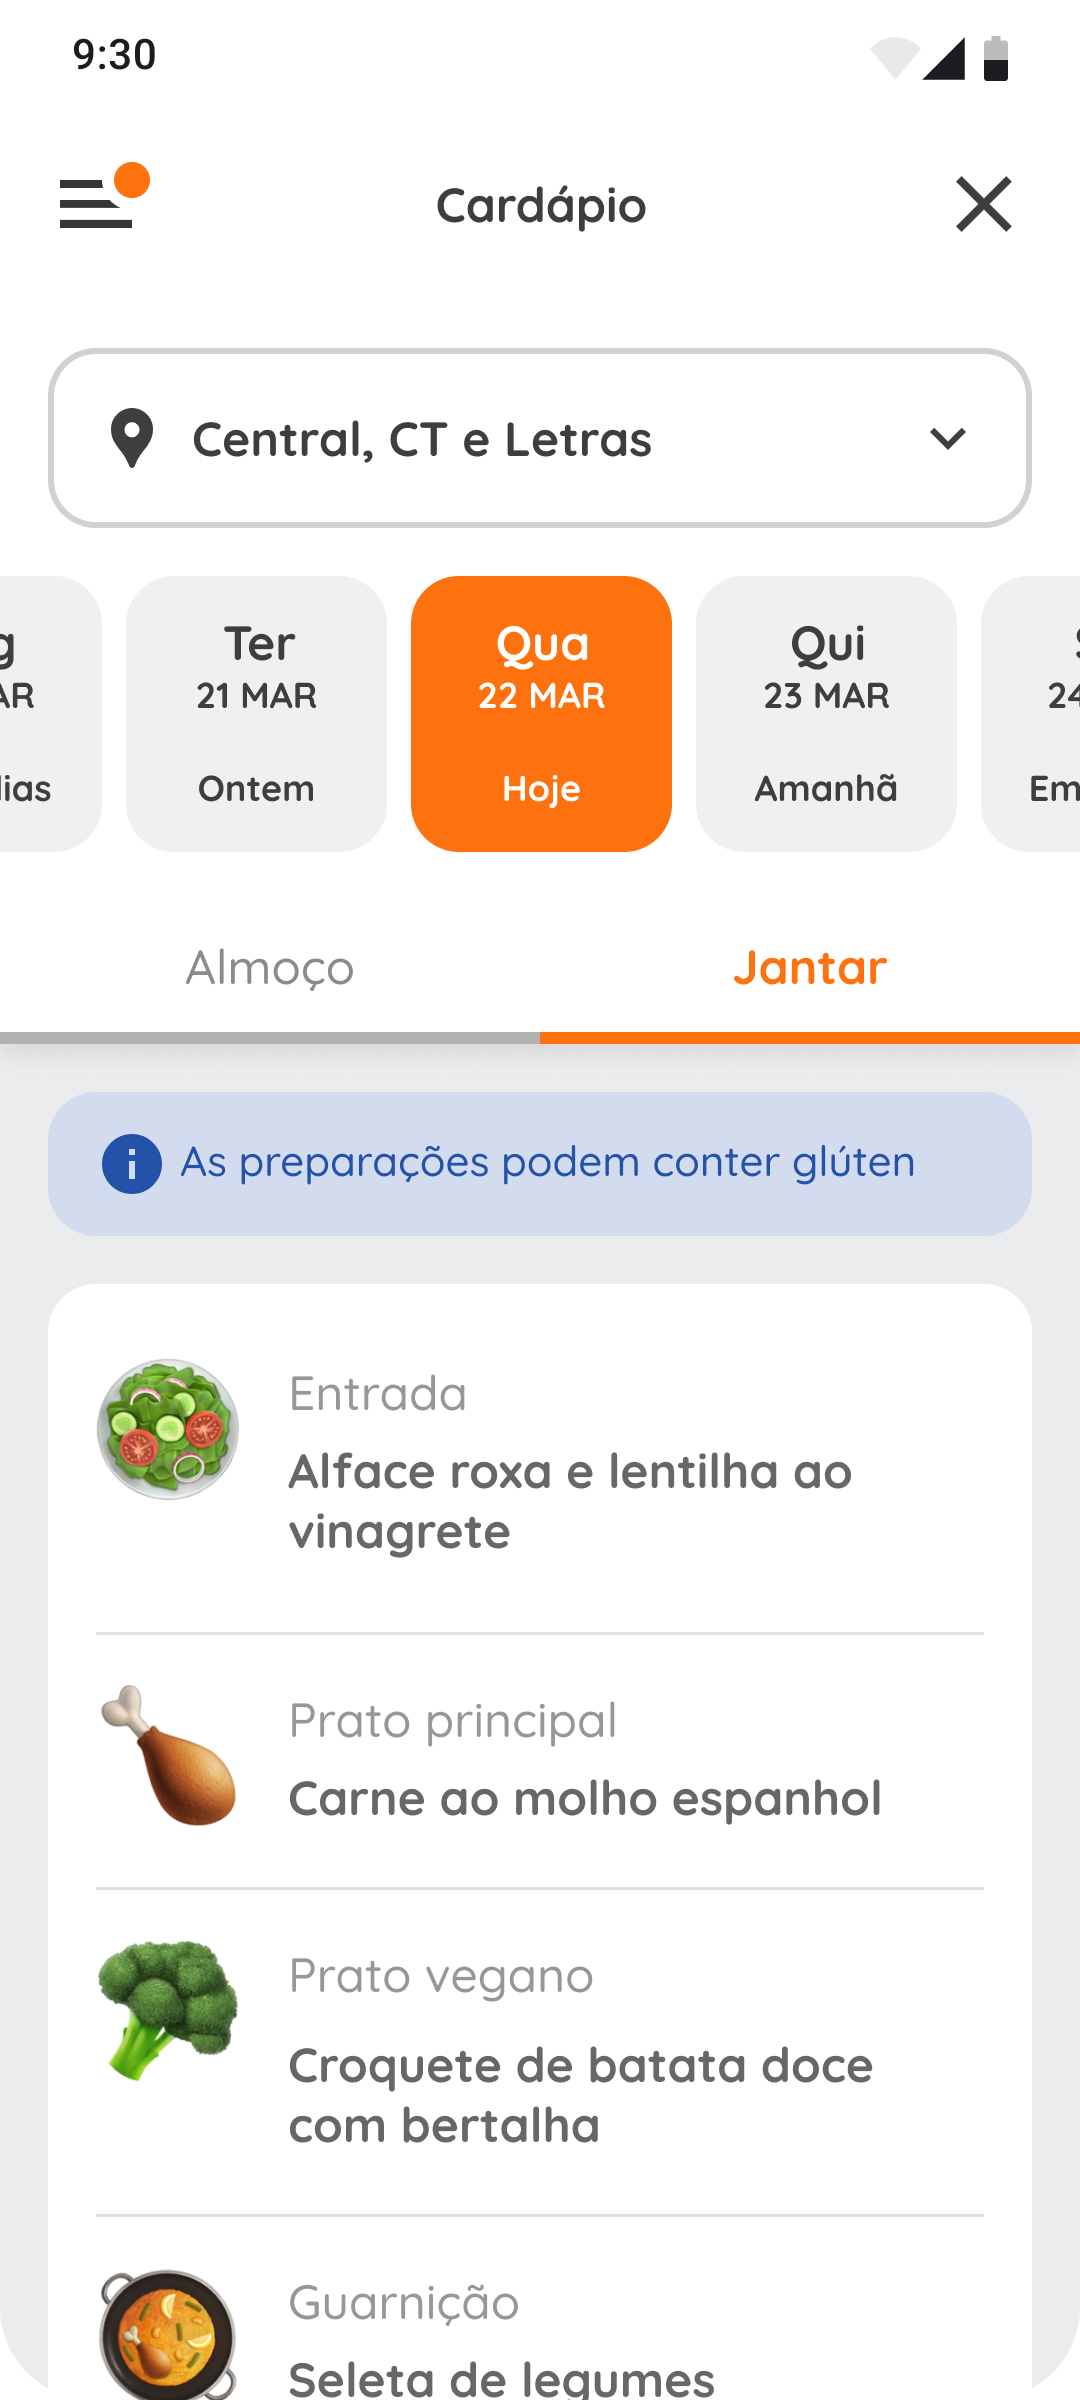 9:30
Cardápio
Central, CT e Letras
Ter
21 MAR
Ontem
Qua
22 MAR
Hoje
Qui
23 MAR
Amanhã
24
Em
Almoço
Jantar
As preparações podem conter glúten
Entrada
Alface roxa e lentilha ao
vinagrete
Prato principal
Carne ao molho espanhol
Prato vegano
Croquete de batata doce
com bertalha
Guarnição
Seleta de legumes